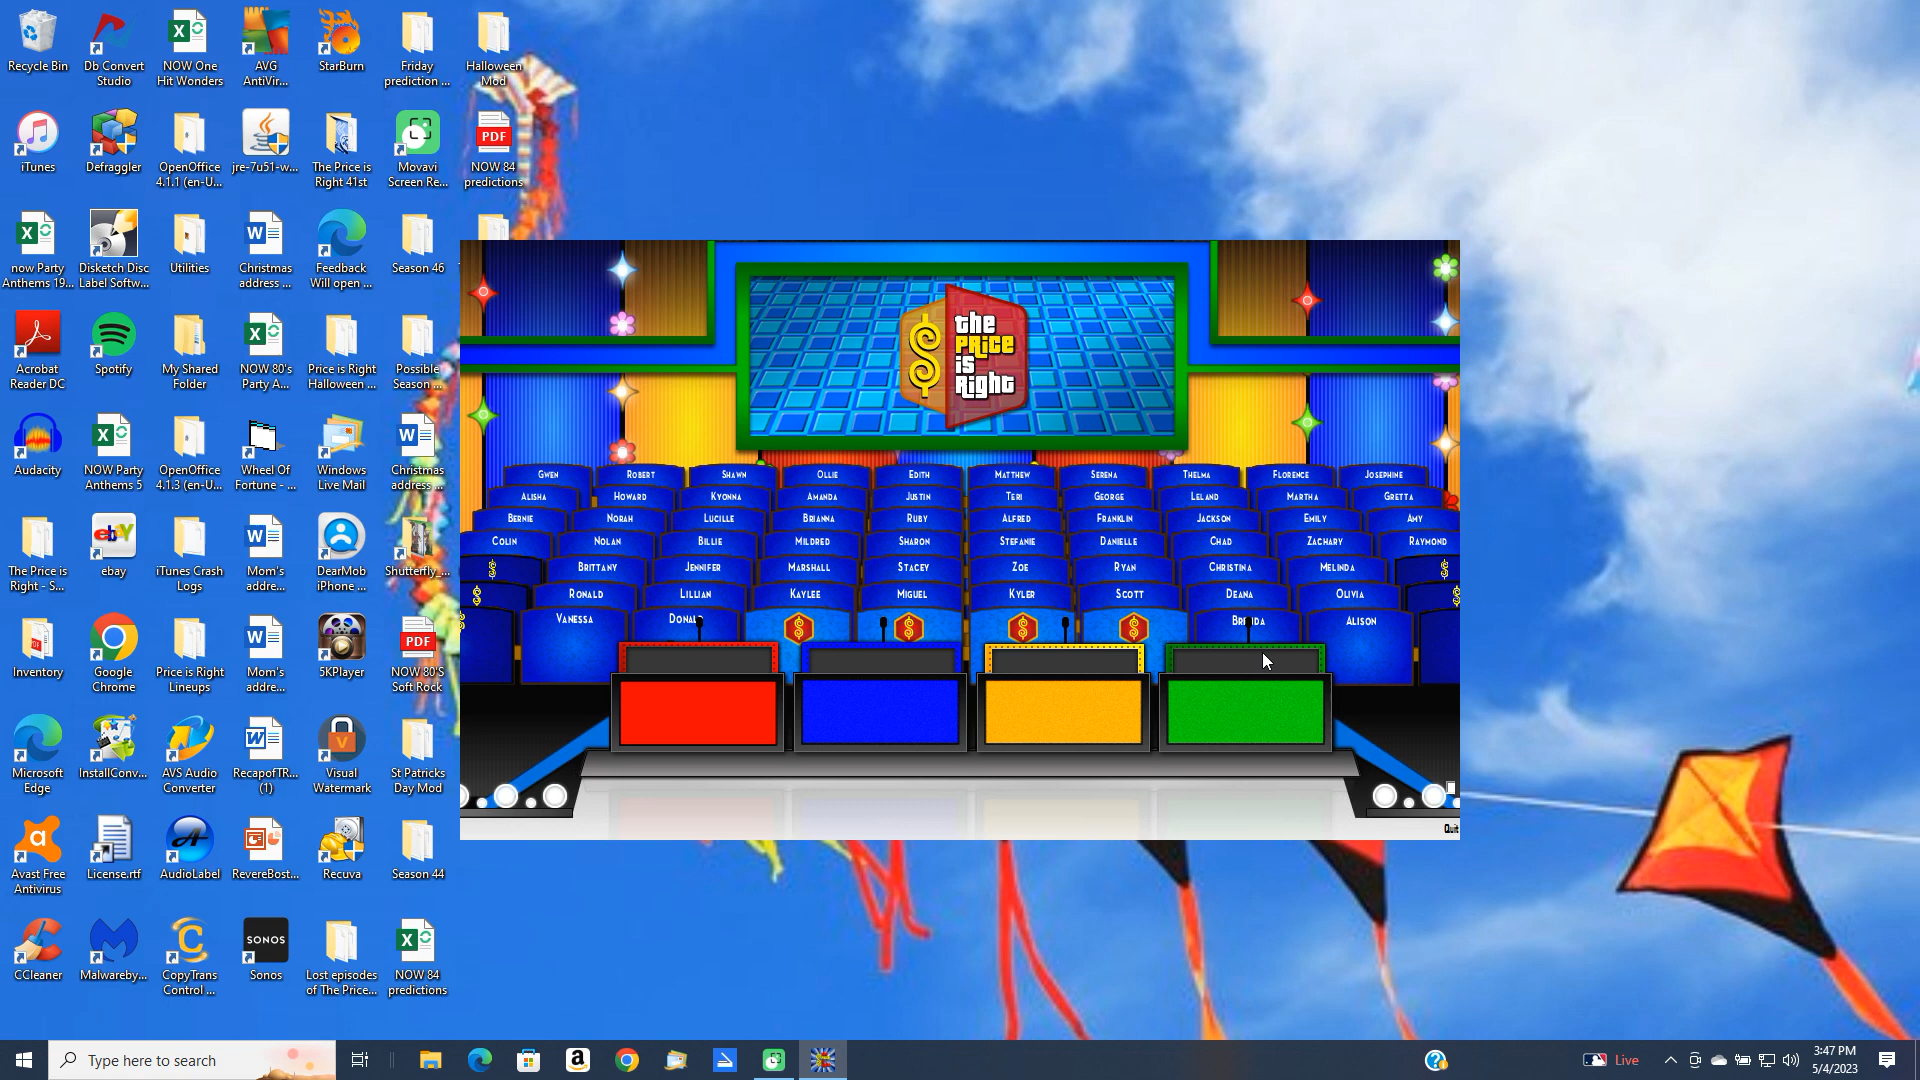 Recycle Bin
Db Convert
Studio
NOW One
Hit Wonders
AVG
AntiVir...
StarBurn
Friday
prediction ...
Halloween
Mod
iTunes
Defraggler
OpenOffice
4.1.1 (en-U...
jre-7u51-w...
The Price is
Right 41st
Movavi
Screen Re...
PDF
NOW 84
predictions
now Party
Anthems 19...
Disketch Disc
Label Softw...
Utilities
Christmas
address ...
Feedback
Will open ...
Season 46
Acrobat
Reader DC
Spotify
My Shared
Folder
NOW 80's
Party A...
Price is Right
Halloween ...
Possible
Season ...
Audacity
NOW Party
Anthems 5
OpenOffice
4.1.3 (en-U...
Wheel Of
Fortune - ...
Windows
Live Mail
Christmas
address ...
The Price is
Right - S...
ebay
ebay
iTunes Crash
Logs
Mom's
addre...
DearMob
iPhone ...
Shutterfly_...
Inventory
Google
Chrome
Price is Right
Lineups
Mom's
addre...
5KPlayer
PDF
NOW 80'S
Soft Rock
Microsoft
Edge
InstallConv...
AVS Audio
Converter
RecapofTR...
(1)
Visual
Watermark
St Patricks
Day Mod
Avast Free
Antivirus
License.rtf
AudioLabel
RevereBost...
Recuva
Season 44
CCleaner
Malwareby...
CopyTrans
Control ...
SONOS
Sonos
Lost episodes
of The Price...
NOW 84
predictions
the
PRice
is
Right
Gwen Robert Shawn Ollie Edith Matthew Serena Thelma Florence Josephine
Alisha Howard Kyonna Amanda Justin Teri George Leland Martha Gretta
Bernie Norah Lucille Brianna Ruby Alfred Franklin Jackson Emily Amy
Colin Nolan Billie Mildred Sharon Stefanie Danielle Chad Zachary Raymond
Brittany Jennifer Marshall Stacey Zoe Ryan Christina Melinda
Ronald Lillian Kaylee Miguel Kyler Scott Deana Olivia
Vanessa Alison
Quit
Type here to search
Live
3:47 PM
5/4/2023